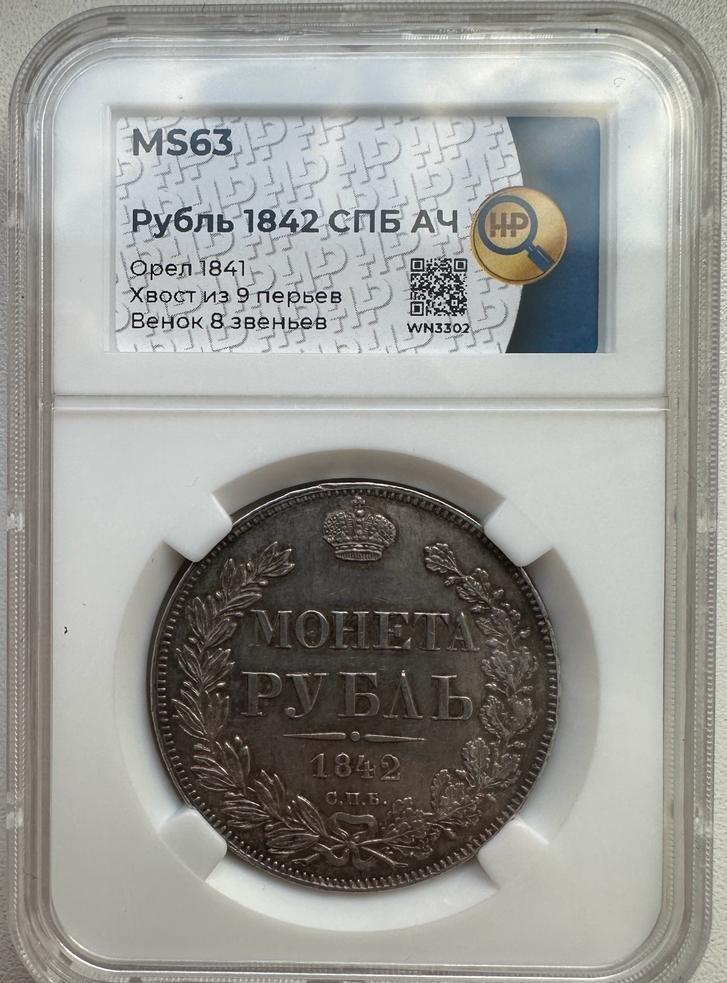 MS63
Рубль 1842 СПБ АЧ
Орел 1841
Хвост из 9 перьев
Венок 8 звеньев
WN3302
МОНЕТА
РУБЛЬ
1842
С.П.Б.